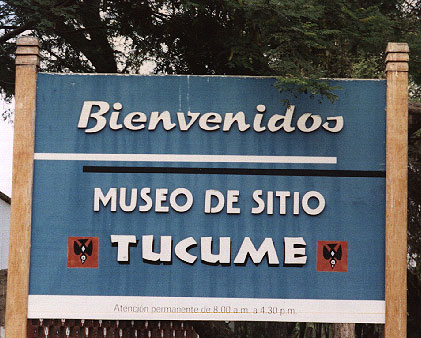 Bienvenidos
MUSEO DE SITIO
TUCUME
Atención permanente de 8.00 a.m. a 4.30 p.m.